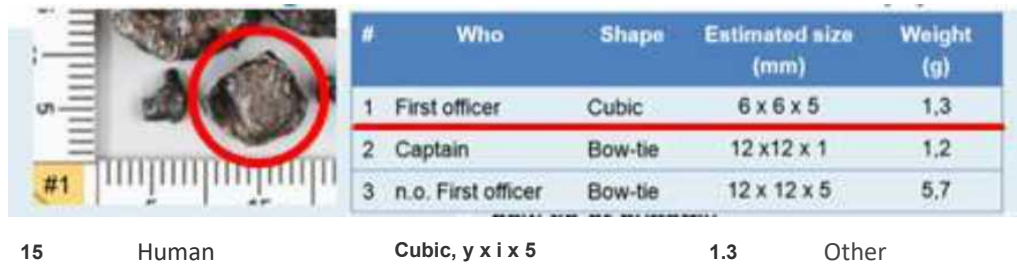 # Who Shape Estimated size (mm) Weight (g)
1 First officer Cubic 6 x 6 x 5 1,3
2 Captain Bow-tie 12 x12 x 1 1,2
3 n.o. First officer Bow-tie 12 x 12 x 5 5,7
5
#1
15 Human Cubic, y x i x 5 1.3 Other